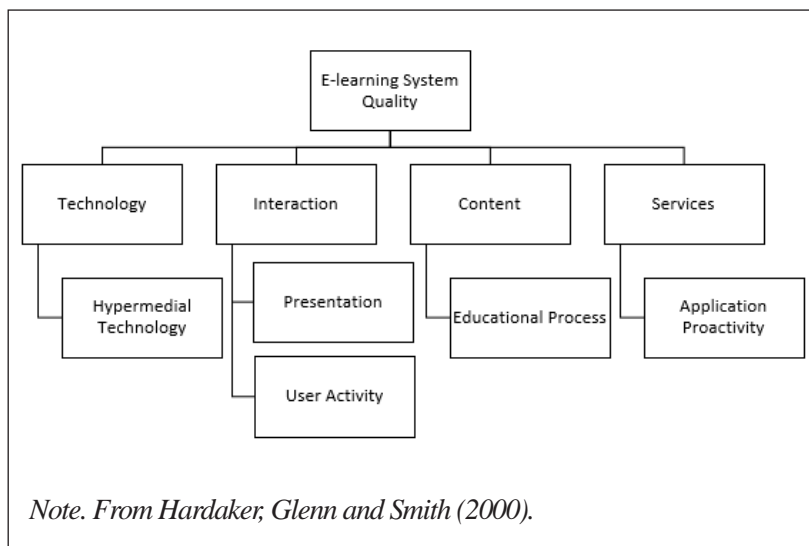 E-learning System
Quality
Technology
Interaction
Content
Services
Hypermedial
Technology
Presentation
Educational Process
Application
Proactivity
User Activity
Note. From Hardaker, Glenn and Smith (2000).